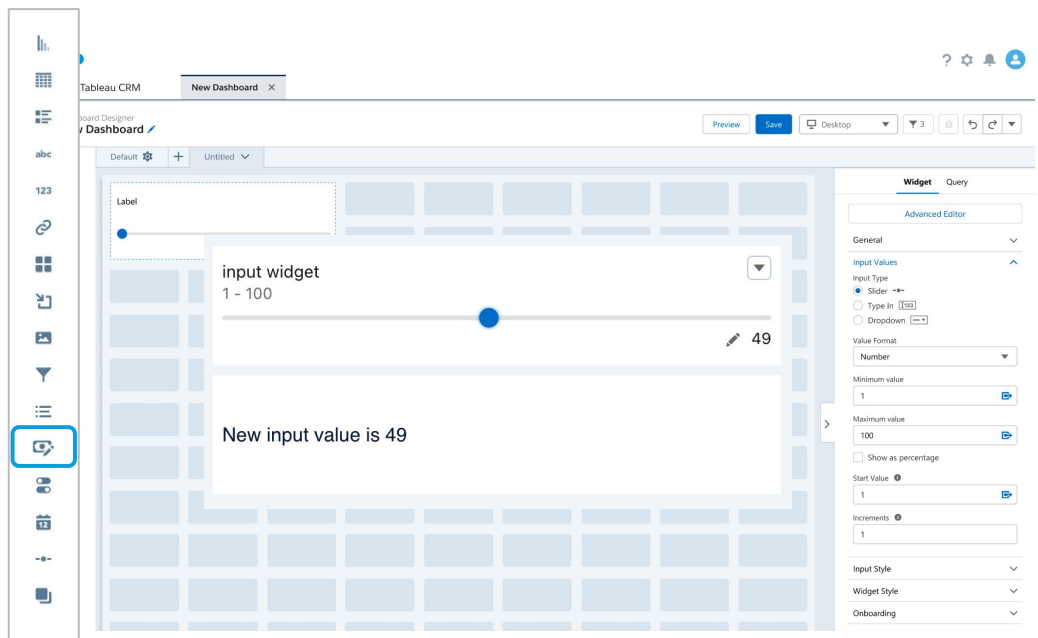 Tableau CRM
New Dashboard
Dashboard
Preview
Save
Desktop
3
Default
Untitled
abc
123
12
Label
input widget
1 - 100
49
New input value is 49
Widget
Query
Advanced Editor
General
Input Values
Input Type
Slider
Type In
123
Dropdown
Value Format
Number
Minimum value
1
Maximum value
100
Show as percentage
Start Value
1
Increments
1
Input Style
Widget Style
Onboarding